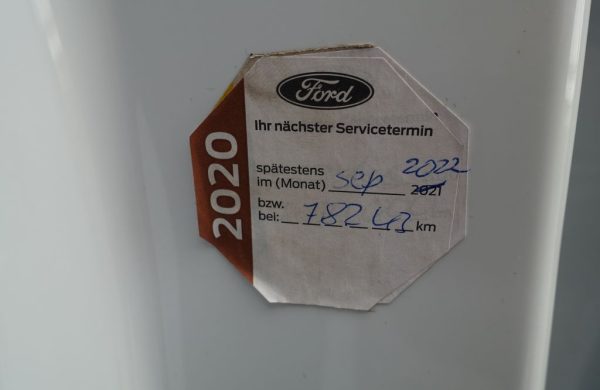 Ford
Ihr nächster Servicetermin
2020
spätestens
im (Monat) sep 2021 2022
bzw.
bei: 78243 km